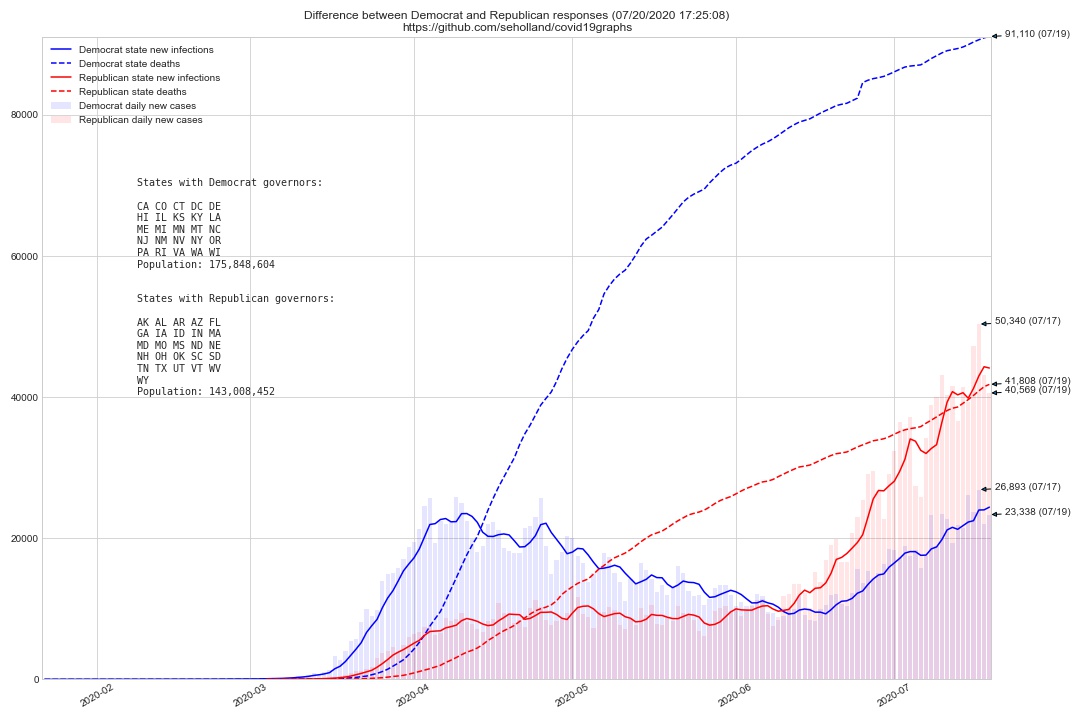 Difference between Democrat and Republican responses (07/20/2020 17:25:08)
https://github.com/seholland/covid19graphs
Democrat state new infections
Democrat state deaths
Republican state new infections
Republican state deaths
Democrat daily new cases
Republican daily new cases
States with Democrat governors:
CA CO CT DC DE
HI IL KS KY LA
ME MI MN MT NC
NJ NM NV NY OR
PA RI VA WA WI
Population: 175,848,604
States with Republican governors:
AK AL AR AZ FL
GA IA ID IN MA
MD MO MS ND NE
NH OH OK SC SD
TN TX UT VT WV
WY
Population: 143,008,452
91,110 (07/19)
50,340 (07/17)
41,808 (07/19)
40,569 (07/19)
26,893 (07/17)
23,338 (07/19)
80000
60000
40000
20000
0
2020-02
2020-03
2020-04
2020-05
2020-06
2020-07